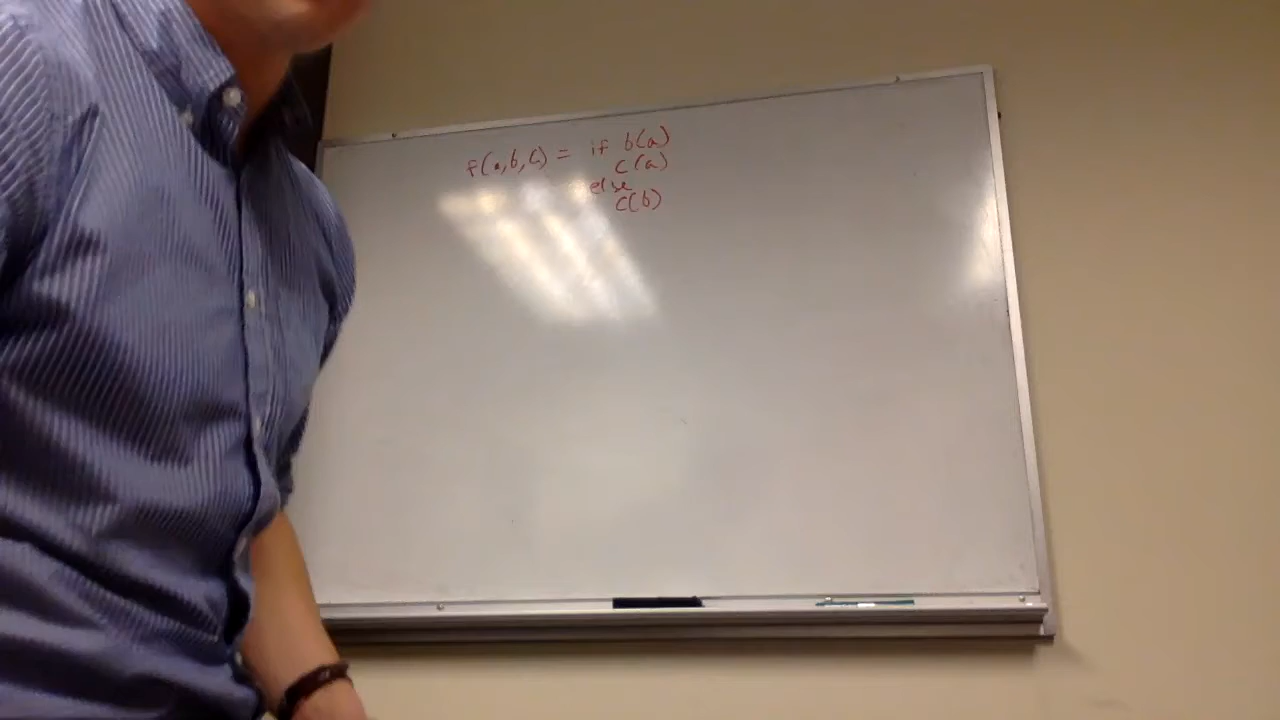 f(a,b,c) = if b(a)
c(a)
else
c(b)